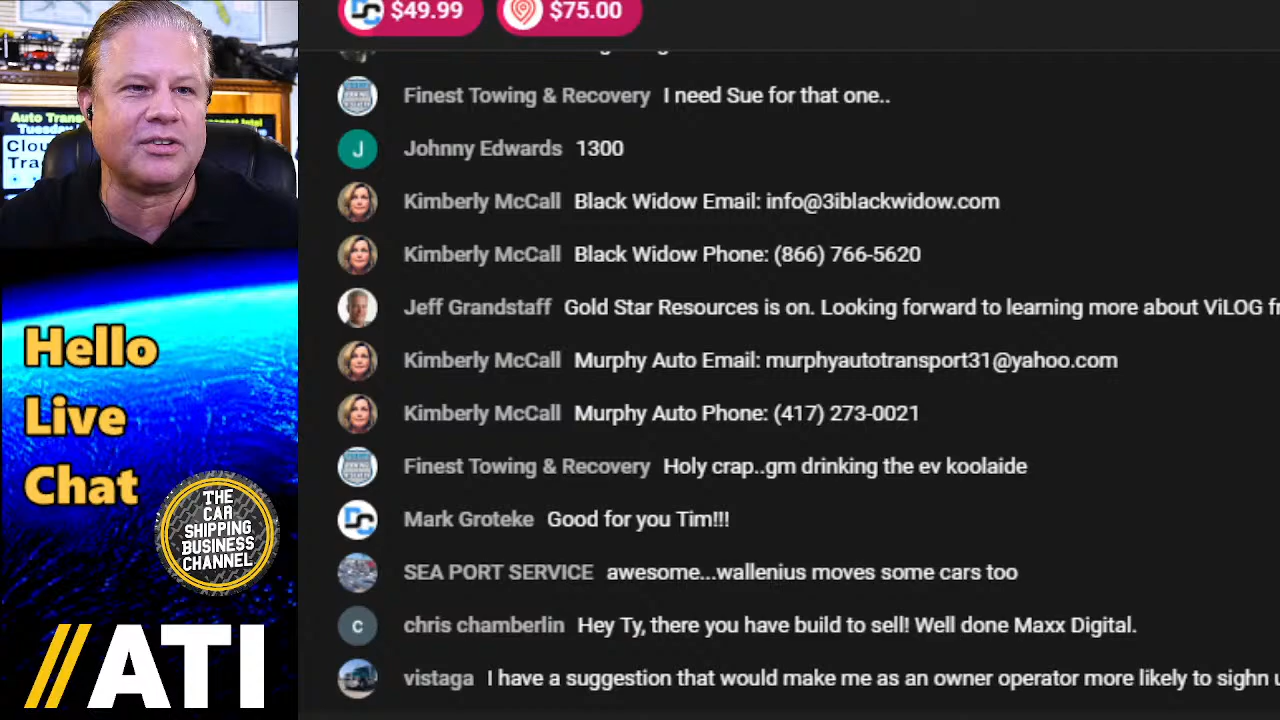 $49.99 $75.00
Finest Towing & Recovery I need Sue for that one..
Johnny Edwards 1300
Kimberly McCall Black Widow Email: info@3iblackwidow.com
Kimberly McCall Black Widow Phone: (866) 766-5620
Jeff Grandstaff Gold Star Resources is on. Looking forward to learning more about ViLOG fr
Kimberly McCall Murphy Auto Email: murphyautotransport31@yahoo.com
Kimberly McCall Murphy Auto Phone: (417) 273-0021
Finest Towing & Recovery Holy crap..gm drinking the ev koolaide
Mark Groteke Good for you Tim!!!
SEA PORT SERVICE awesome...wallenius moves some cars too
chris chamberlin Hey Ty, there you have build to sell! Well done Maxx Digital.
vistaga I have a suggestion that would make me as an owner operator more likely to sighn u
Auto Trans
Tuesday
Clou
Tra
Hello
Live
Chat
THE
CAR
SHIPPING
BUSINESS
CHANNEL
//ATI